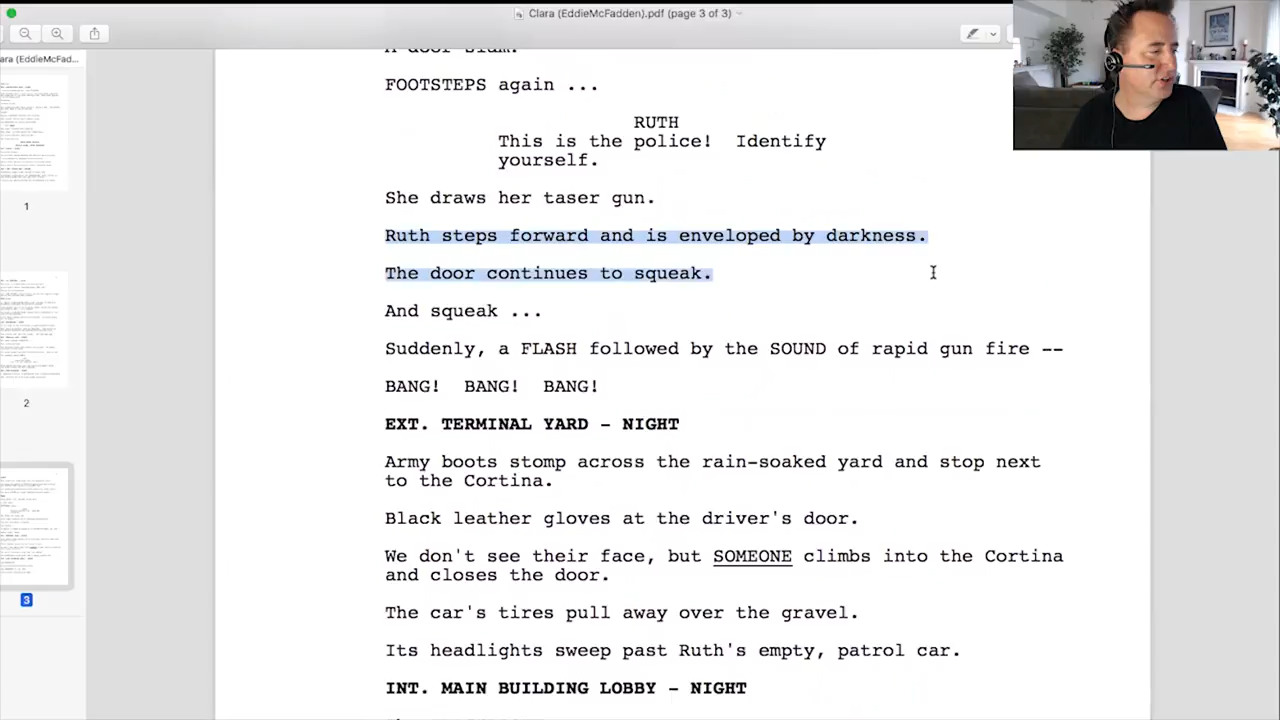 Clara (EddieMcFadden).pdf (page 3 of 3)
ara (EddieMcFad...
A door slam.
FOOTSTEPS again ...
RUTH
This is the police!  Identify
yourself.
She draws her taser gun.
Ruth steps forward and is enveloped by darkness.
The door continues to squeak.
And squeak ...
Suddenly, a FLASH followed by the SOUND of rapid gun fire --
BANG!  BANG!  BANG!
EXT. TERMINAL YARD - NIGHT
Army boots stomp across the rain-soaked yard and stop next
to the Cortina.
Black leather gloves at the driver's door.
We don't see their face, but SOMEONE climbs into the Cortina
and closes the door.
The car's tires pull away over the gravel.
Its headlights sweep past Ruth's empty, patrol car.
INT. MAIN BUILDING LOBBY - NIGHT
1
2
3